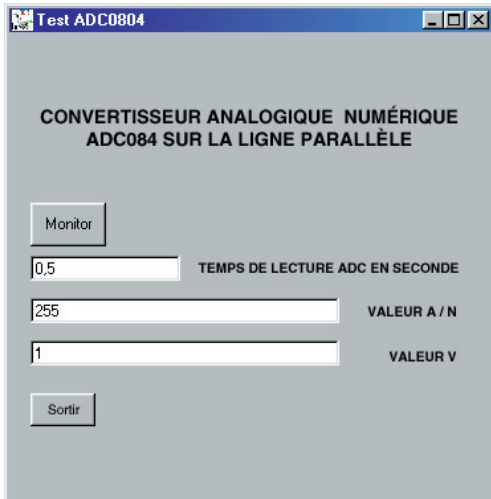 Test ADC0804
CONVERTISSEUR ANALOGIQUE NUMÉRIQUE
ADC084 SUR LA LIGNE PARALLÈLE
Monitor
0,5 TEMPS DE LECTURE ADC EN SECONDE
255 VALEUR A / N
1 VALEUR V
Sortir